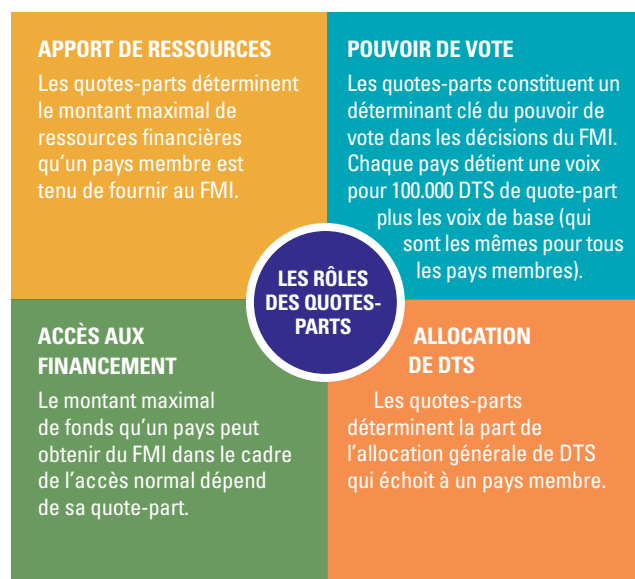 APPORT DE RESSOURCES
Les quotes-parts déterminent
le montant maximal de
ressources financières
qu'un pays membre est
tenu de fournir au FMI.
POUVOIR DE VOTE
Les quotes-parts constituent un
déterminant clé du pouvoir de
vote dans les décisions du FMI.
Chaque pays détient une voix
pour 100.000 DTS de quote-part
plus les voix de base (qui
sont les mêmes pour tous
les pays membres).
LES RÔLES
DES QUOTES-
PARTS
ACCÈS AUX
FINANCEMENT
Le montant maximal
de fonds qu'un pays peut
obtenir du FMI dans le cadre
de l'accès normal dépend
de sa quote-part.
ALLOCATION
DE DTS
Les quotes-parts
déterminent la part de
l'allocation générale de DTS
qui échoit à un pays membre.